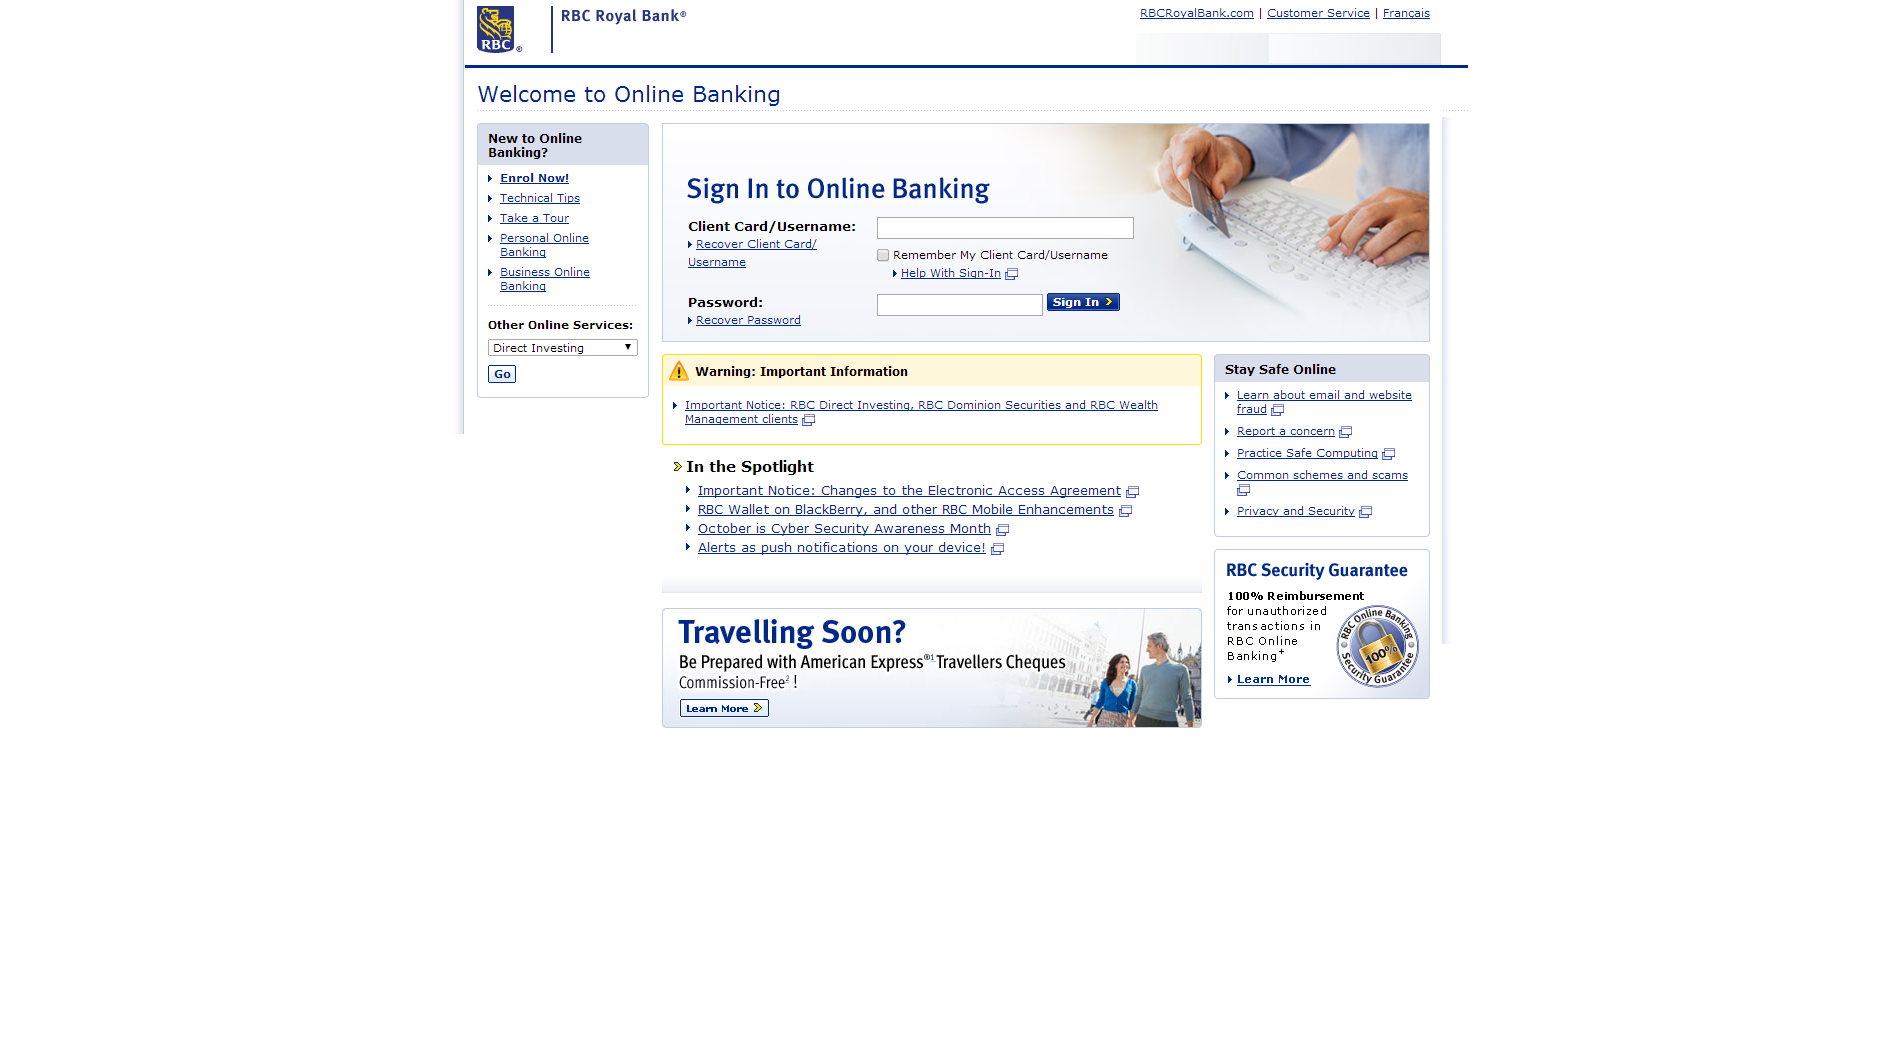 RBC Royal Bank®
RBCRoyalBank.com | Customer Service | Francais
RBC ®
Welcome to Online Banking
New to Online
Banking?
Enrol Now!
Technical Tips
Take a Tour
Personal Online
Banking
Business Online
Banking
Other Online Services:
Direct Investing
Go
Sign In to Online Banking
Client Card/Username:
Recover Client Card/
Username
Remember My Client Card/Username
Help With Sign-In
Password:
Sign In
Recover Password
Warning: Important Information
Important Notice: RBC Direct Investing, RBC Dominion Securities and RBC Wealth
Management clients
In the Spotlight
Important Notice: Changes to the Electronic Access Agreement
RBC Wallet on BlackBerry, and other RBC Mobile Enhancements
October is Cyber Security Awareness Month
Alerts as push notifications on your device!
Travelling Soon?
Be Prepared with American Express®1 Travellers Cheques
Commission-Free2 !
Learn More
Stay Safe Online
Learn about email and website
fraud
Report a concern
Practice Safe Computing
Common schemes and scams
Privacy and Security
RBC Security Guarantee
100% Reimbursement
for unauthorized
transactions in
RBC Online
Banking+
Learn More
RBC Online Banking
100%
Security Guarantee